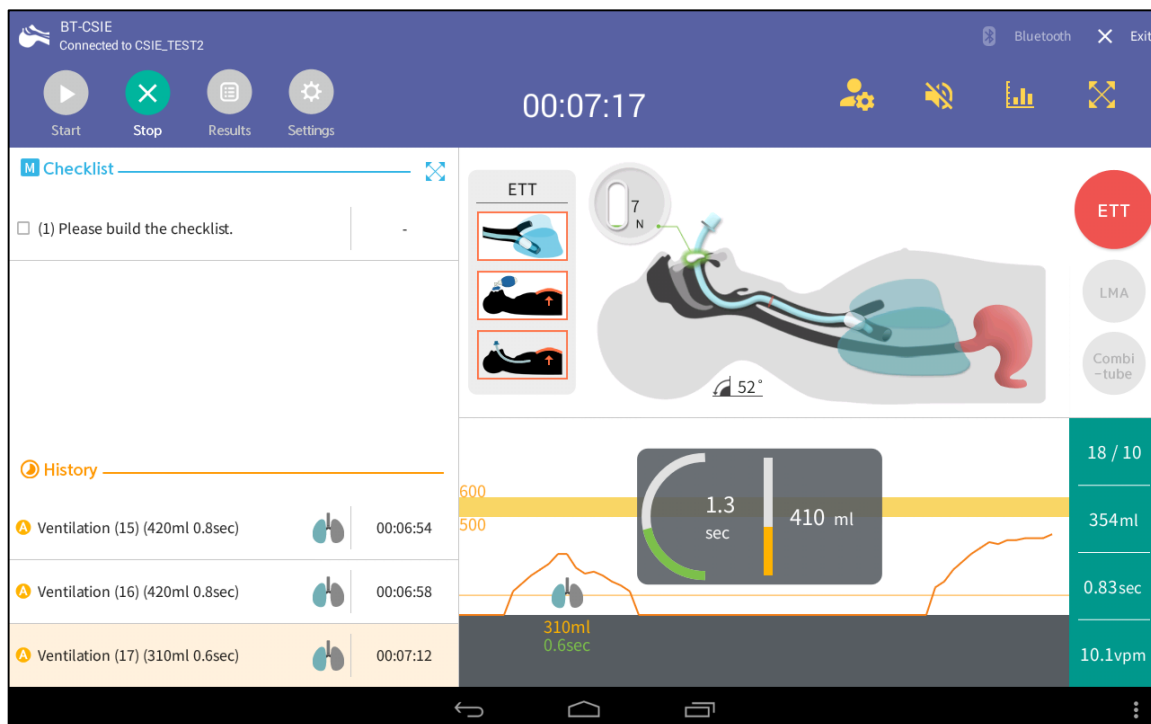 BT-CSIE
Connected to CSIE_TEST2
Bluetooth
Exit
Start
Stop
Results
Settings
00:07:17
M Checklist
(1) Please build the checklist.
-
History
A Ventilation (15) (420ml 0.8sec) 00:06:54
A Ventilation (16) (420ml 0.8sec) 00:06:58
A Ventilation (17) (310ml 0.6sec) 00:07:12
ETT
7
N
52°
ETT
LMA
Combi
-tube
600
500
1.3
sec
410 ml
310ml
0.6sec
18 / 10
354ml
0.83sec
10.1vpm